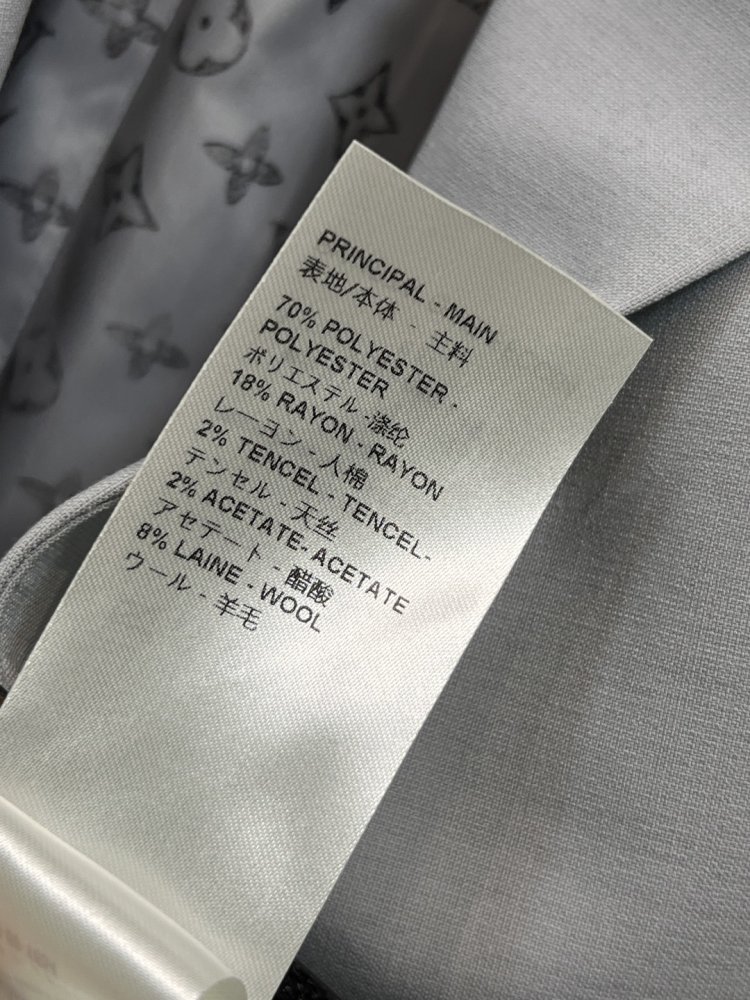 PRINCIPAL - MAIN
表地/本体 - 主料
70% POLYESTER -
POLYESTER
ポリエステル -涤纶
18% RAYON - RAYON
レーヨン - 人棉
2% TENCEL - TENCEL-
テンセル - 天丝
2% ACETATE- ACETATE
アセテート - 醋酸
8% LAINE - WOOL
ウール - 羊毛